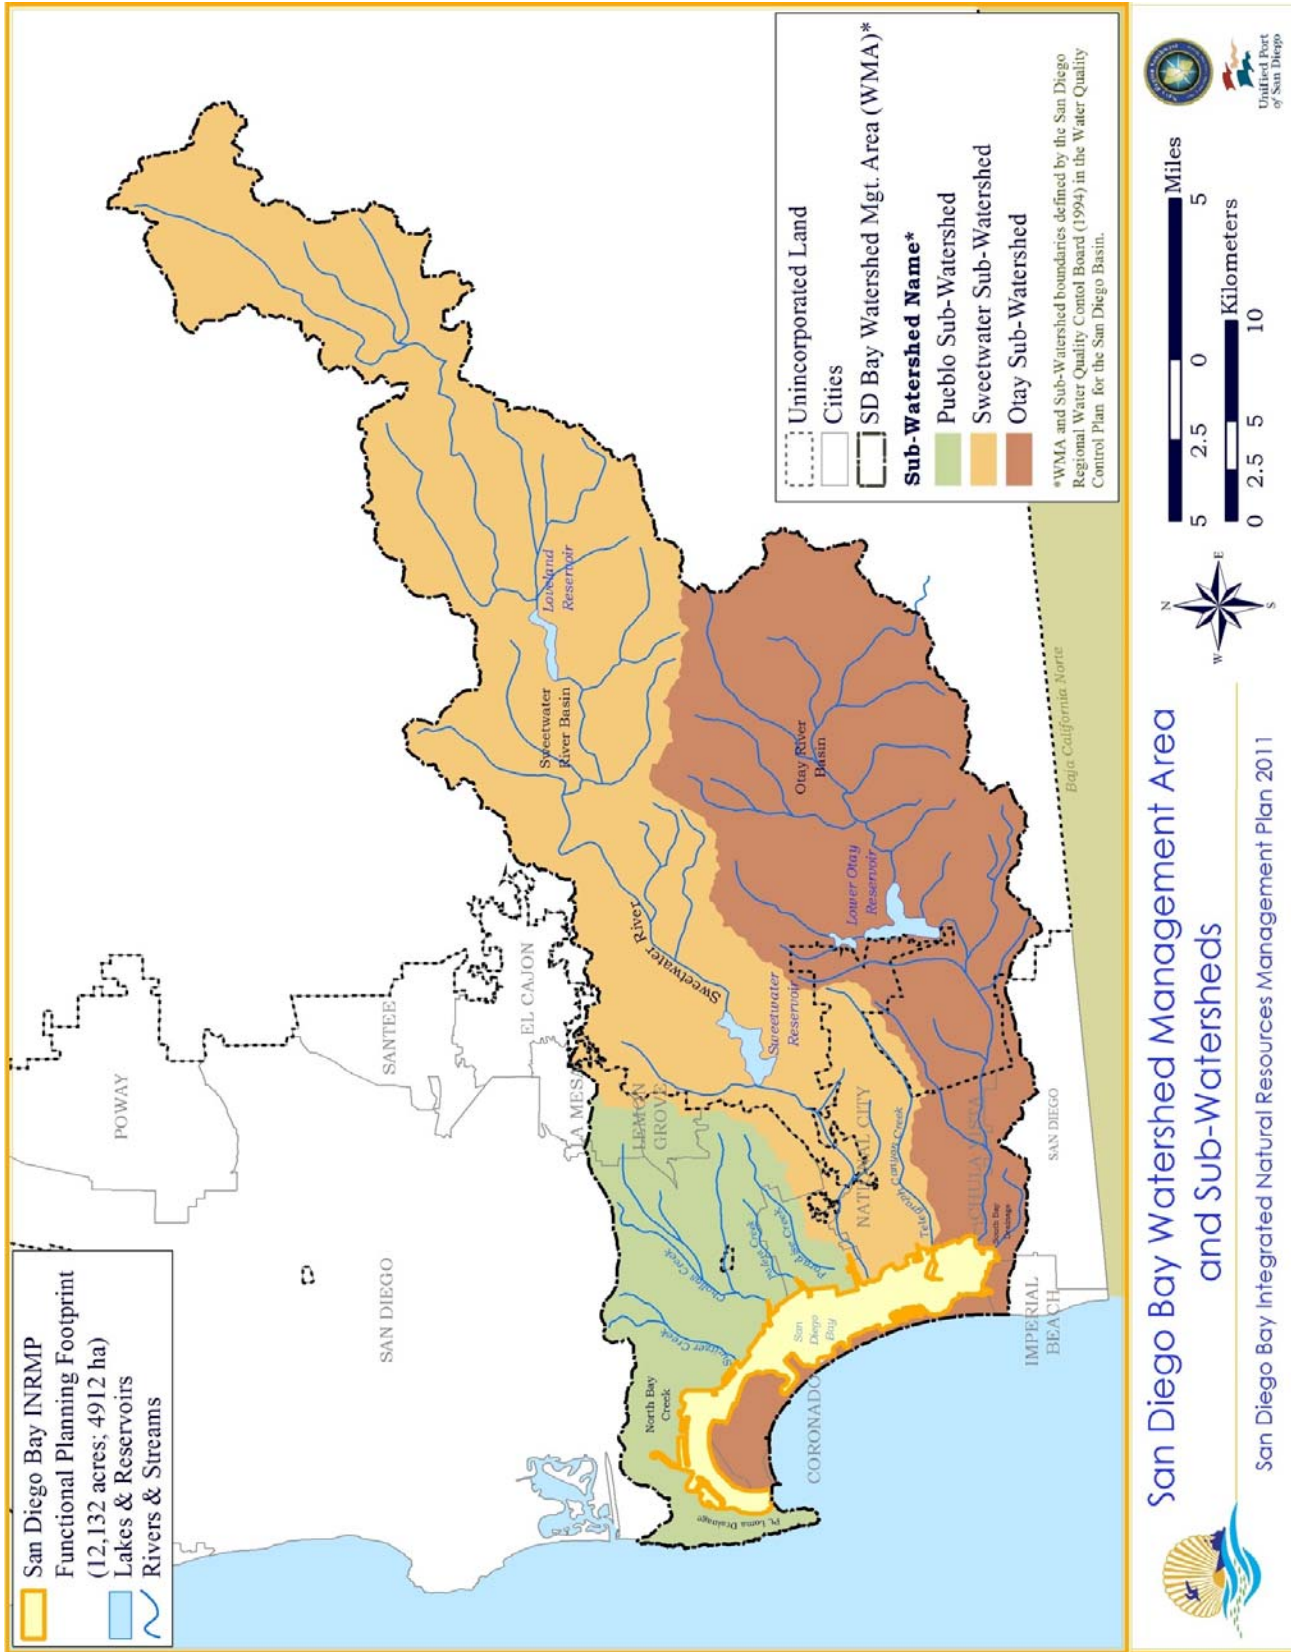 San Diego Bay INRMP
Functional Planning Footprint
(12,132 acres; 4912 ha)
Lakes & Reservoirs
Rivers & Streams
POWAY
SANTEE
EL CAJON
SAN DIEGO
LA MESA
LEMON
GROVE
NATIONAL CITY
CHULA VISTA
SAN DIEGO
IMPERIAL
BEACH
CORONADO
San
Diego
Bay
North Bay
Creek
Pt. Loma Drainage
Switzer Creek
Chollas Creek
Paleta Creek
Paradise Creek
Telegraph Canyon Creek
South Bay
Drainage
Sweetwater River
Sweetwater
Reservoir
Sweetwater
River Basin
Loveland
Reservoir
Lower Otay
Reservoir
Otay River
Basin
Baja California Norte
Unincorporated Land
Cities
SD Bay Watershed Mgt. Area (WMA)*
Sub-Watershed Name*
Pueblo Sub-Watershed
Sweetwater Sub-Watershed
Otay Sub-Watershed
*WMA and Sub-Watershed boundaries defined by the San Diego
Regional Water Quality Contol Board (1994) in the Water Quality
Control Plan for the San Diego Basin.
San Diego Bay Watershed Management Area
and Sub-Watersheds
San Diego Bay Integrated Natural Resources Management Plan 2011
N
W
E
S
5 2.5 0 5 Miles
0 2.5 5 10 Kilometers
Unified Port
of San Diego